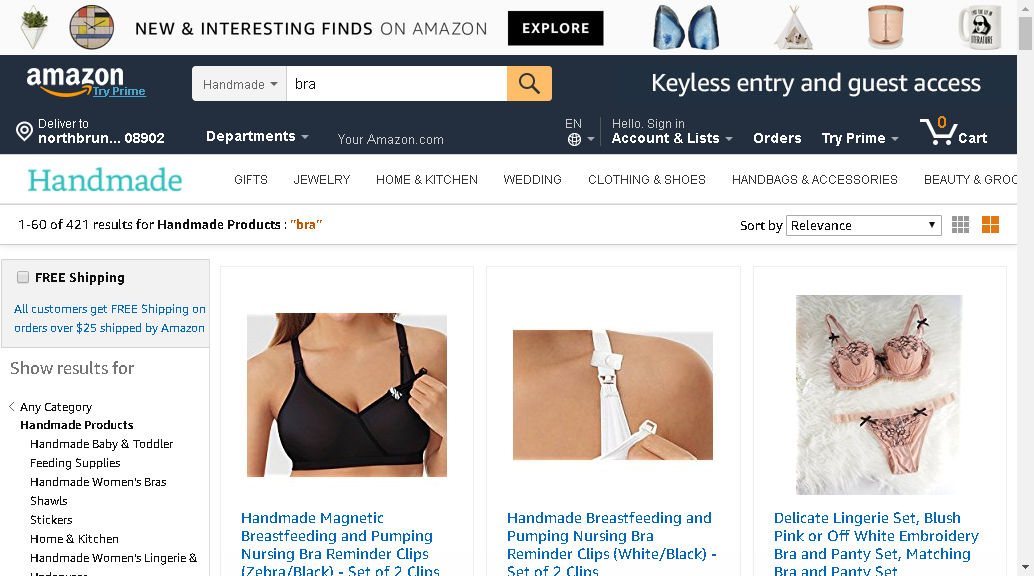 NEW & INTERESTING FINDS ON AMAZON EXPLORE
LITERATURE
amazon
Try Prime
Handmade
bra
Keyless entry and guest access
Deliver to
northbrun... 08902
Departments
Your Amazon.com
EN
Hello. Sign in
Account & Lists
Orders
Try Prime
0
Cart
Handmade
GIFTS
JEWELRY
HOME & KITCHEN
WEDDING
CLOTHING & SHOES
HANDBAGS & ACCESSORIES
BEAUTY & GROO
1-60 of 421 results for Handmade Products : "bra"
Sort by Relevance
FREE Shipping
All customers get FREE Shipping on
orders over $25 shipped by Amazon
Show results for
Any Category
Handmade Products
Handmade Baby & Toddler
Feeding Supplies
Handmade Women's Bras
Shawls
Stickers
Home & Kitchen
Handmade Women's Lingerie &
Underwear
Handmade Magnetic
Breastfeeding and Pumping
Nursing Bra Reminder Clips
(Zebra/Black) - Set of 2 Clips
Handmade Breastfeeding and
Pumping Nursing Bra
Reminder Clips (White/Black) -
Set of 2 Clips
Delicate Lingerie Set, Blush
Pink or Off White Embroidery
Bra and Panty Set, Matching
Bra and Panty Set